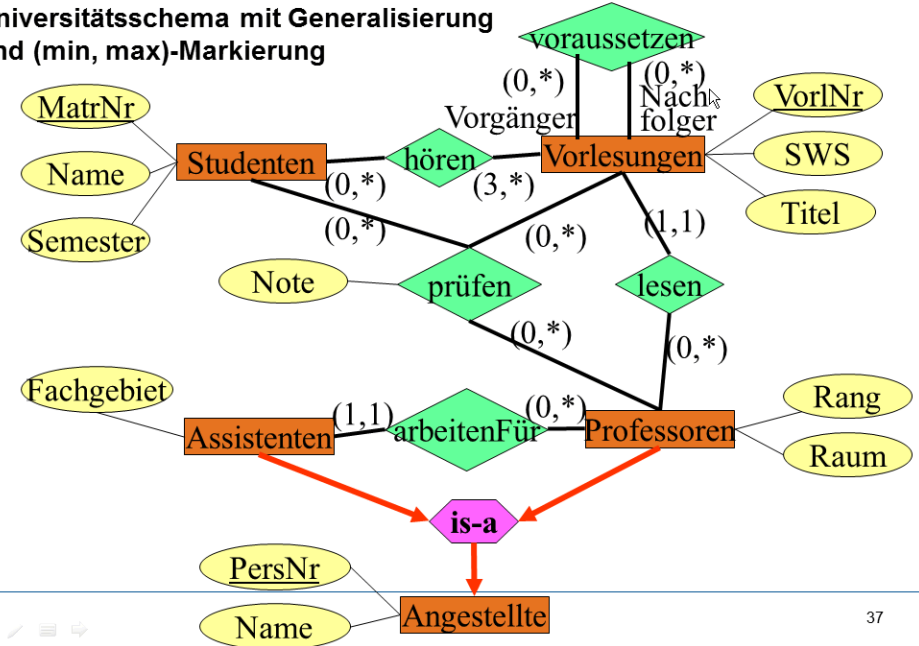 niversitätsschema mit Generalisierung
nd (min, max)-Markierung
voraussetzen
(0,*)
(0,*)
Vorgänger
Nach
folger
MatrNr
VorlNr
Studenten
hören
Vorlesungen
SWS
Name
(0,*)
(3,*)
Titel
Semester
(0,*)
(0,*)
(1,1)
Note
prüfen
lesen
(0,*)
(0,*)
Fachgebiet
Rang
(1,1)
(0,*)
Assistenten
arbeitenFür
Professoren
Raum
is-a
PersNr
Angestellte
37
Name